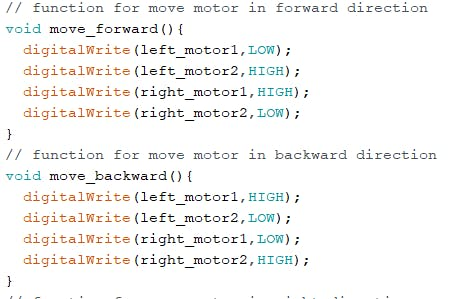 // function for move motor in forward direction
void move_forward(){
  digitalWrite(left_motor1,LOW);
  digitalWrite(left_motor2,HIGH);
  digitalWrite(right_motor1,HIGH);
  digitalWrite(right_motor2,LOW);
}
// function for move motor in backward direction
void move_backward(){
  digitalWrite(left_motor1,HIGH);
  digitalWrite(left_motor2,LOW);
  digitalWrite(right_motor1,LOW);
  digitalWrite(right_motor2,HIGH);
}